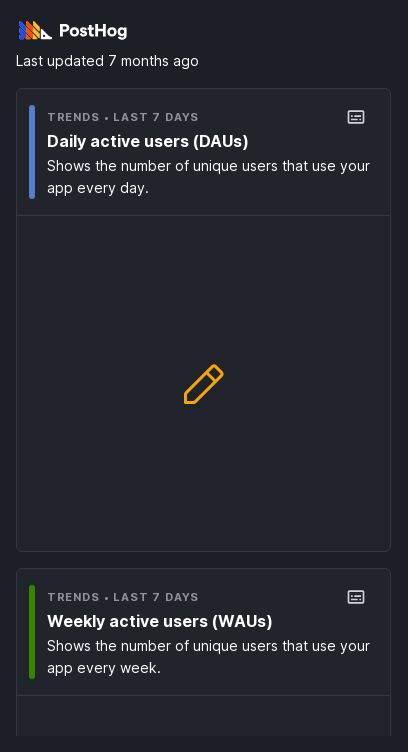 PostHog
Last updated 7 months ago
TRENDS • LAST 7 DAYS
Daily active users (DAUs)
Shows the number of unique users that use your
app every day.
TRENDS • LAST 7 DAYS
Weekly active users (WAUs)
Shows the number of unique users that use your
app every week.